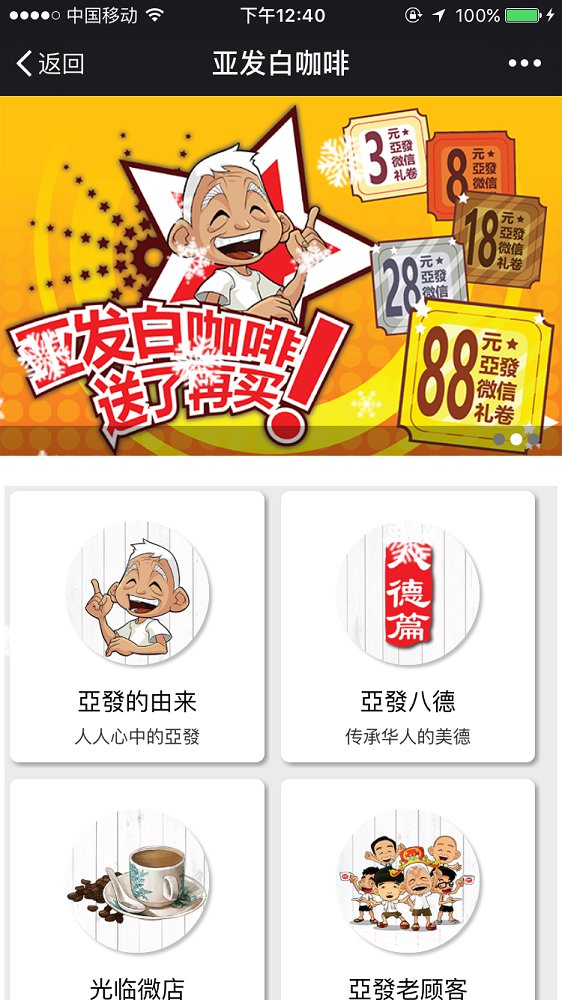 中国移动 下午12:40 100%
返回 亚发白咖啡
3元
亞發
微信
礼卷
8元
亞發
微信
18元
亞發
微信
礼卷
28元
亞發
微信
88元
亞發
微信
礼卷
亚发白咖啡
送了再买!
德
篇
亞發的由来
人人心中的亞發
亞發八德
传承华人的美德
光临微店
亞發老顾客